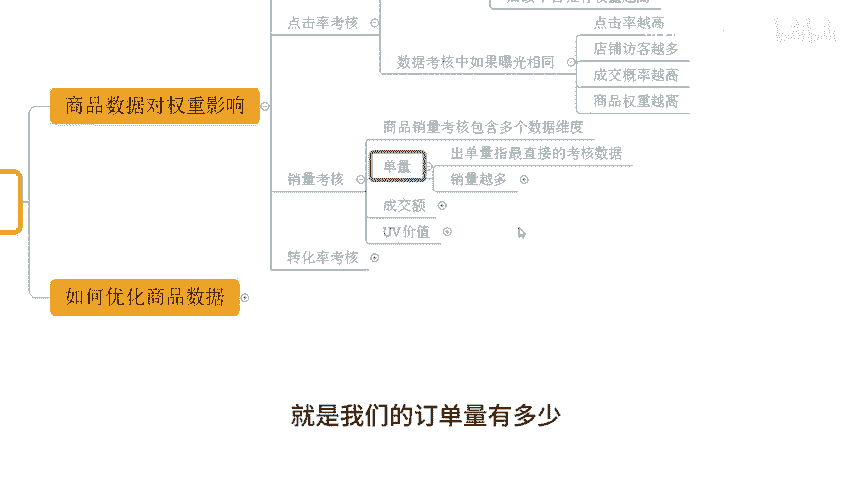 点击率考核
点击率越高
店铺访客越多
数据考核中如果曝光相同
成交概率越高
商品权重越高
商品数据对权重影响
商品销量考核包含多个数据维度
出单量指最直接的考核数据
单量
销量考核
销量越多
成交额
UV价值
转化率考核
如何优化商品数据
就是我们的订单量有多少